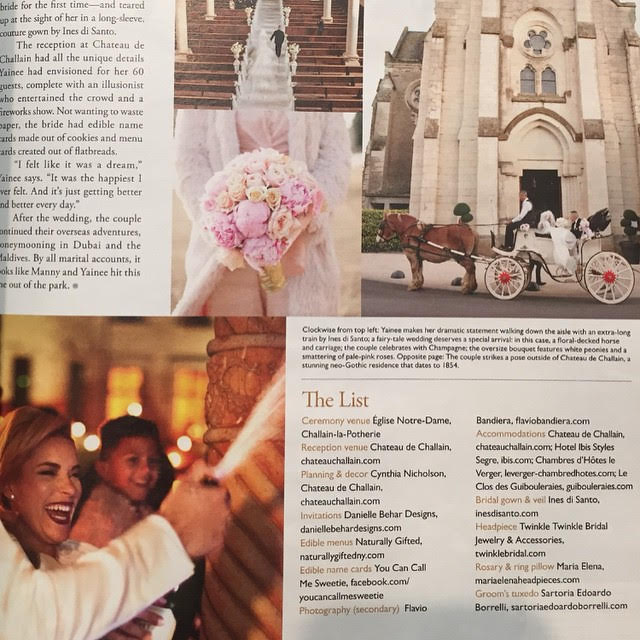 bride for the first time—and teared
up at the sight of her in a long-sleeve,
couture gown by Ines di Santo.
The reception at Chateau de
Challain had all the unique details
Yainee had envisioned for her 60
guests, complete with an illusionist
who entertained the crowd and a
fireworks show. Not wanting to waste
paper, the bride had edible name
cards made out of cookies and menu
cards created out of flatbreads.
"I felt like it was a dream,"
Yainee says. "It was the happiest I
ever felt. And it's just getting better
and better every day."
After the wedding, the couple
continued their overseas adventures,
honeymooning in Dubai and the
Maldives. By all marital accounts, it
looks like Manny and Yainee hit this
one out of the park.
Clockwise from top left: Yainee makes her dramatic statement walking down the aisle with an extra-long
train by Ines di Santo; a fairy-tale wedding deserves a special arrival: in this case, a floral-decked horse
and carriage; the couple celebrates with Champagne; the oversize bouquet features white peonies and a
smattering of pale-pink roses. Opposite page: The couple strikes a pose outside of Chateau de Challain, a
stunning neo-Gothic residence that dates to 1854.
The List
Ceremony venue Église Notre-Dame,
Challain-la-Potherie
Reception venue Chateau de Challain,
chateauchallain.com
Planning & decor Cynthia Nicholson,
Chateau de Challain,
chateauchallain.com
Invitations Danielle Behar Designs,
daniellebehardesigns.com
Edible menus Naturally Gifted,
naturallygiftedny.com
Edible name cards You Can Call
Me Sweetie, facebook.com/
youcancallmesweetie
Photography (secondary) Flavio
Bandiera, flaviobandiera.com
Accommodations Chateau de Challain,
chateauchallain.com; Hotel Ibis Styles
Segre, ibis.com; Chambres d'Hôtes le
Verger, leverger-chambredhotes.com; Le
Clos des Guibouleraies, guibouleraies.com
Bridal gown & veil Ines di Santo,
inesdisanto.com
Headpiece Twinkle Twinkle Bridal
Jewelry & Accessories,
twinklebridal.com
Rosary & ring pillow Maria Elena,
mariaelenaheadpieces.com
Groom's tuxedo Sartoria Edoardo
Borrelli, sartoriaedoardoborrelli.com